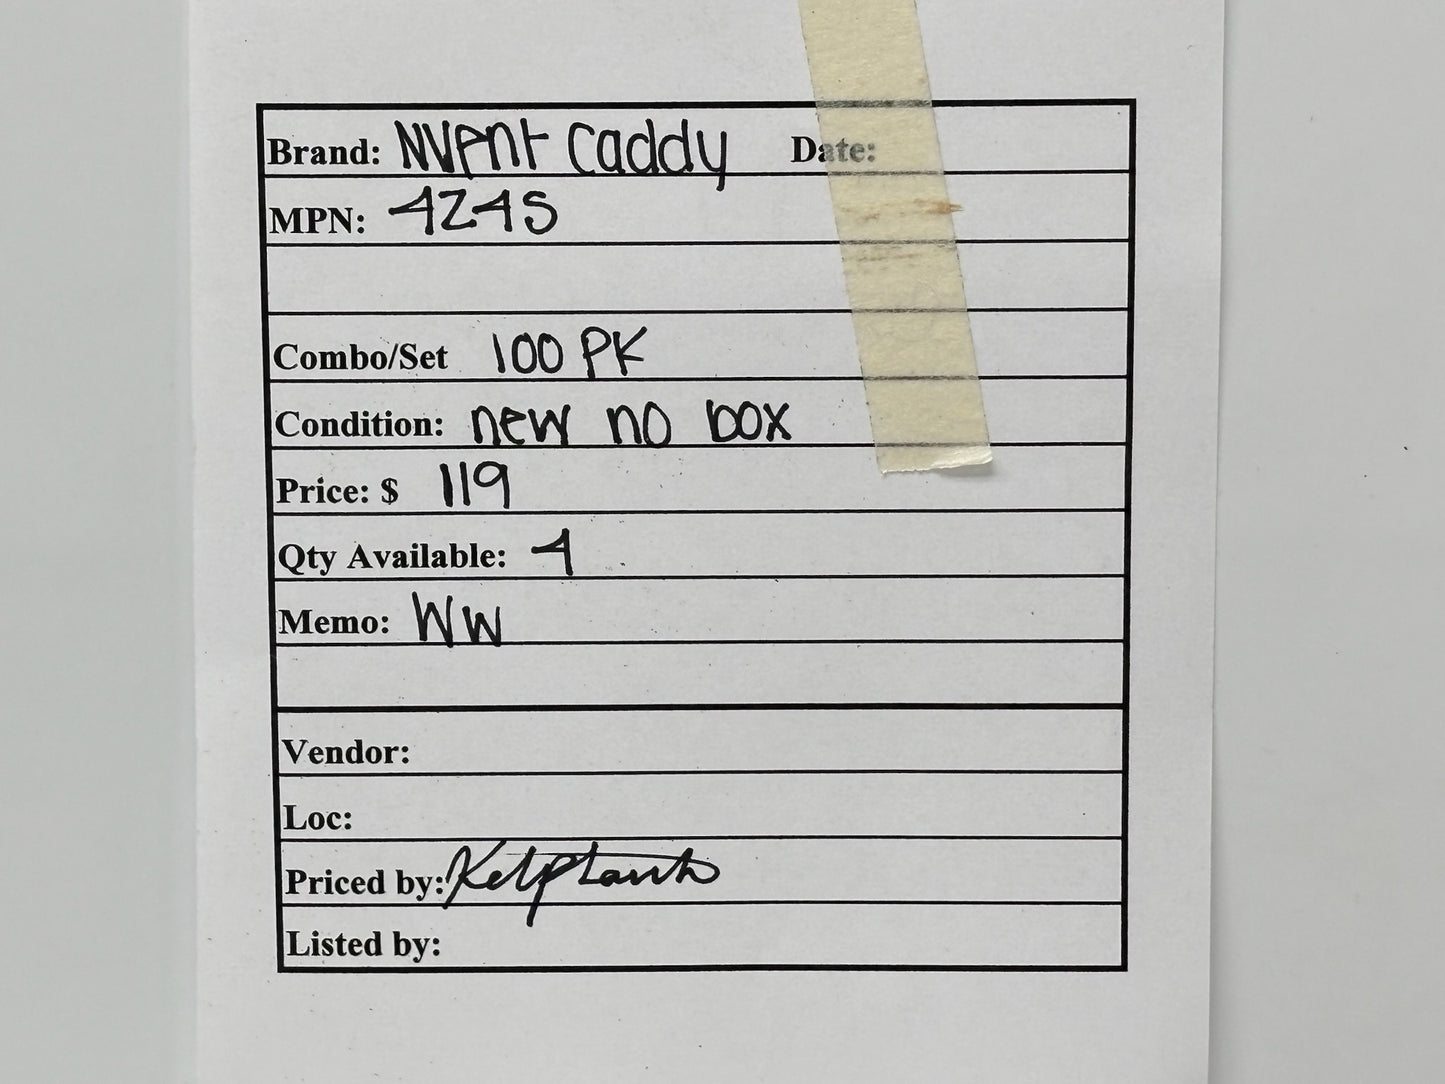 Brand: NVent Caddy Date:
MPN: 4Z4S
Combo/Set 100 PK
Condition: new no box
Price: $ 119
Qty Available: 4
Memo: WW
Vendor:
Loc:
Priced by:
Listed by: